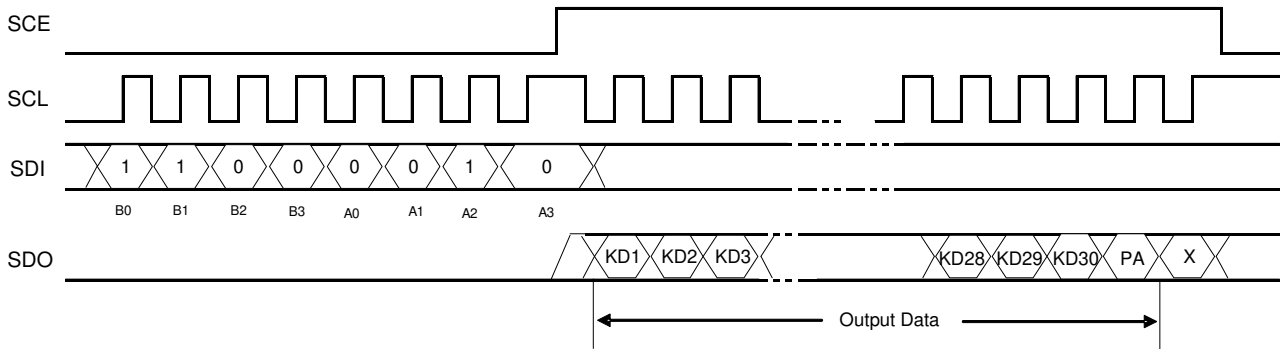 SCE
SCL
SDI 1 1 0 0 0 0 1 0
B0 B1 B2 B3 A0 A1 A2 A3
SDO KD1 KD2 KD3 KD28 KD29 KD30 PA X
Output Data